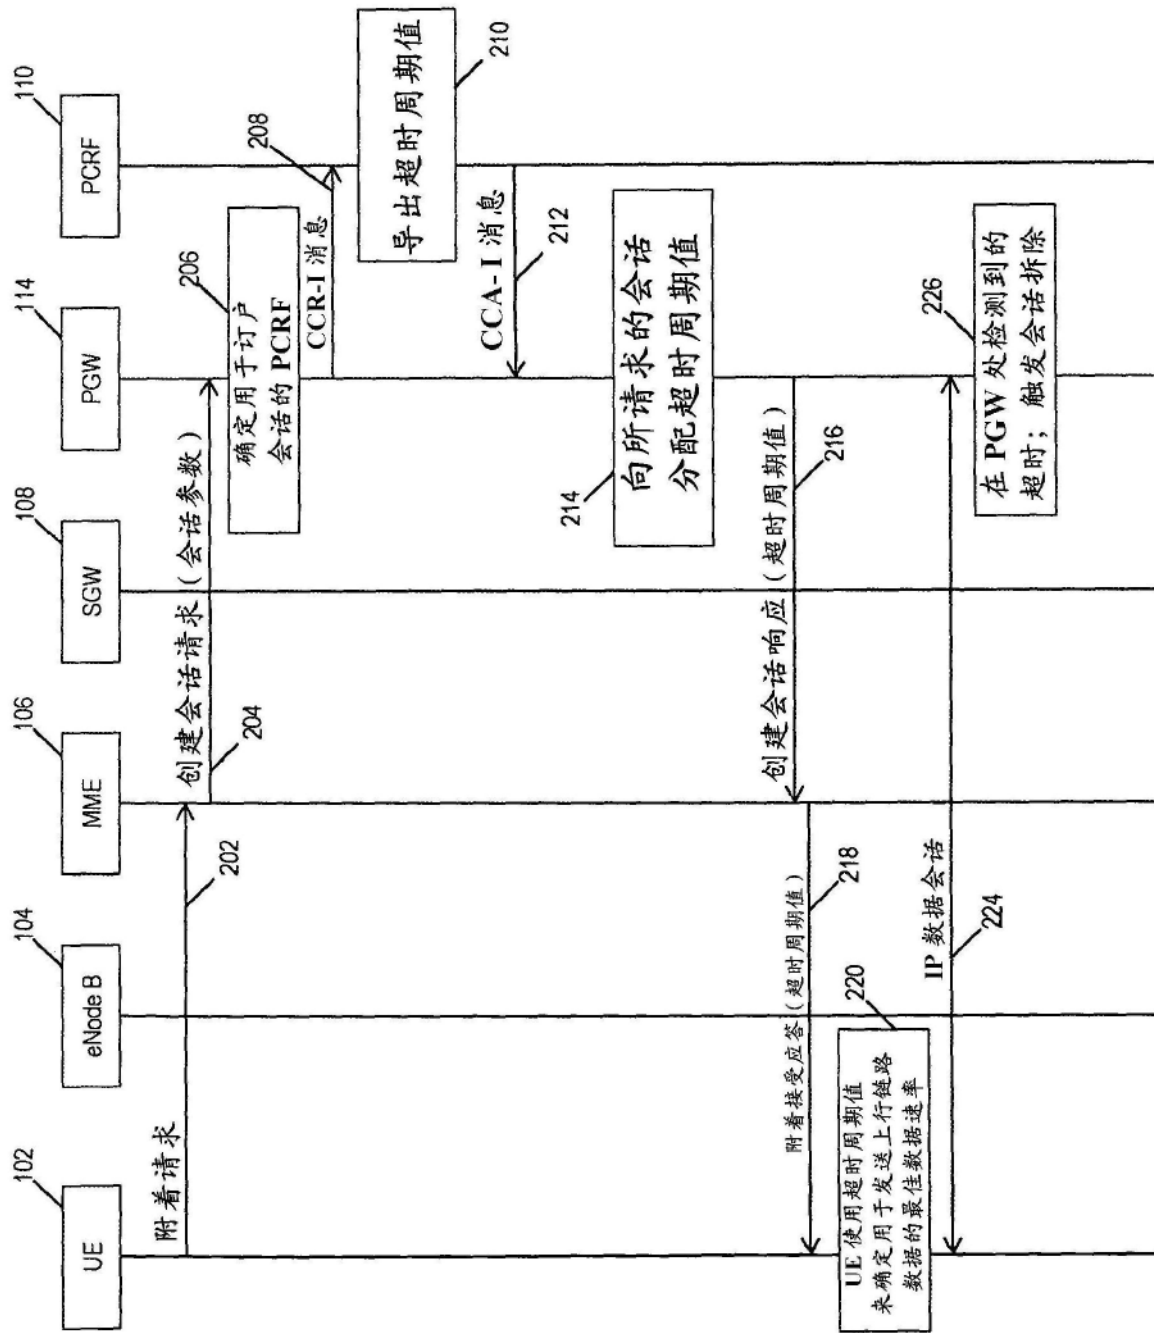 102
UE
104
eNode B
106
MME
108
SGW
114
PGW
110
PCRF
附着请求
202
创建会话请求（会话参数）
204
206
确定用于订户
会话的 PCRF
CCR-I 消息
208
导出超时周期值
210
CCA-I 消息
212
向所请求的会话
分配超时周期值
214
创建会话响应（超时周期值）
216
附着接受应答（超时周期值）
218
UE 使用超时周期值
来确定用于发送上行链路
数据的最佳数据速率
220
IP 数据会话
224
在 PGW 处检测到的
超时；触发会话拆除
226